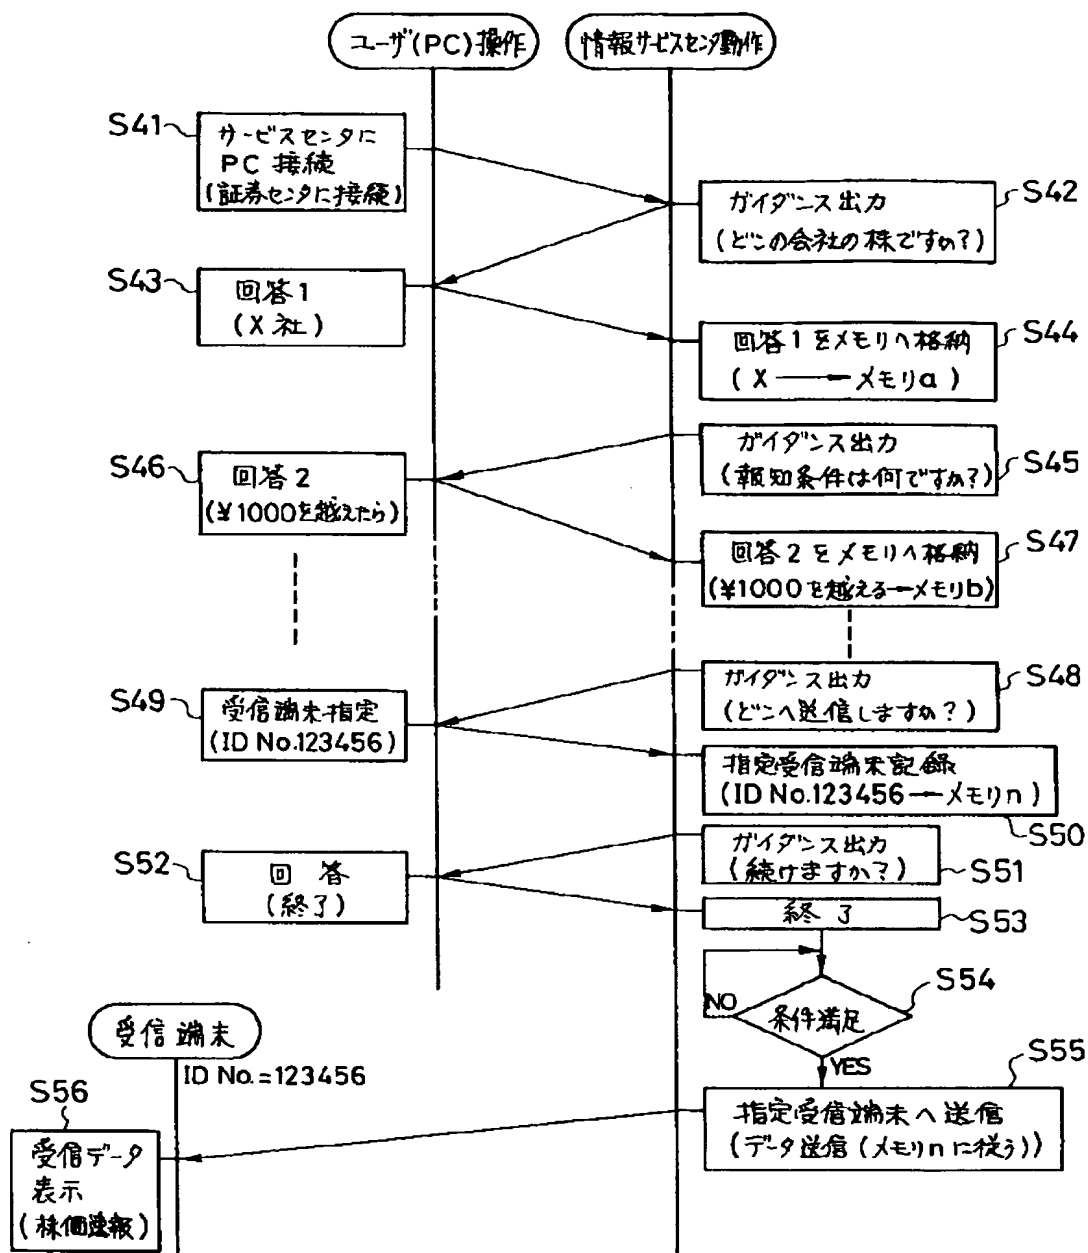 ユーザ(PC)操作
情報サービスセンタ動作
S41
サービスセンタに
PC 接続
(証券センタに接続)
S42
ガイダンス出力
(どこの会社の株ですか?)
S43
回答1
(X社)
S44
回答1をメモリへ格納
(X→メモリa)
S45
ガイダンス出力
(報知条件は何ですか?)
S46
回答2
(¥1000を越えたら)
S47
回答2をメモリへ格納
(¥1000を越える→メモリb)
S48
ガイダンス出力
(どこへ送信しますか?)
S49
受信端末指定
(ID No.123456)
指定受信端末記録
(ID No.123456→メモリn)
S50
ガイダンス出力
(続けますか?)
S51
S52
回答
(終了)
終了
S53
S54
条件満足
NO
YES
S55
指定受信端末へ送信
(データ送信(メモリnに従う))
受信端末
ID No.=123456
S56
受信データ
表示
(株価速報)